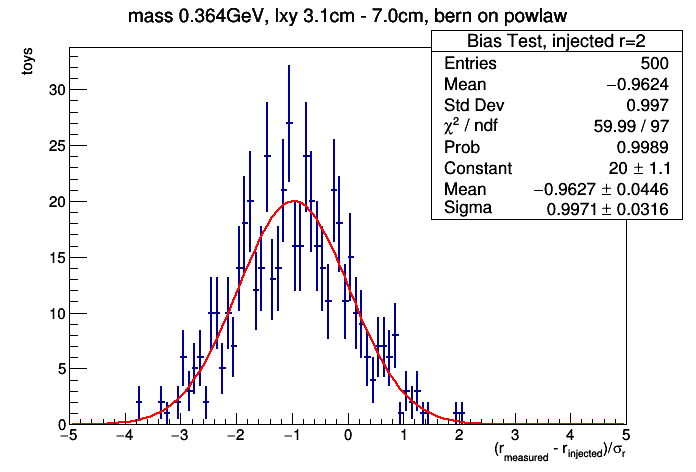 mass 0.364GeV, lxy 3.1cm - 7.0cm, bern on powlaw
Bias Test, injected r=2
Entries 500
Mean −0.9624
Std Dev 0.997
χ² / ndf 59.99 / 97
Prob 0.9989
Constant 20 ± 1.1
Mean −0.9627 ± 0.0446
Sigma 0.9971 ± 0.0316
toys
30
25
20
15
10
5
0
−5 −4 −3 −2 −1 0 1 2 3 4 5
(r_measured - r_injected)/σ_r